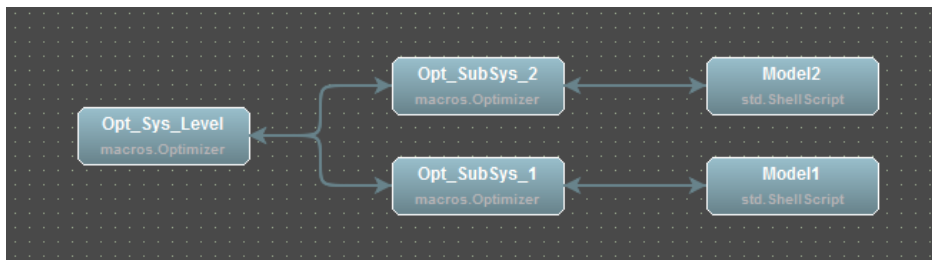 Opt_SubSys_2
macros.Optimizer
Model2
std.ShellScript
Opt_Sys_Level
macros.Optimizer
Opt_SubSys_1
macros.Optimizer
Model1
std.ShellScript